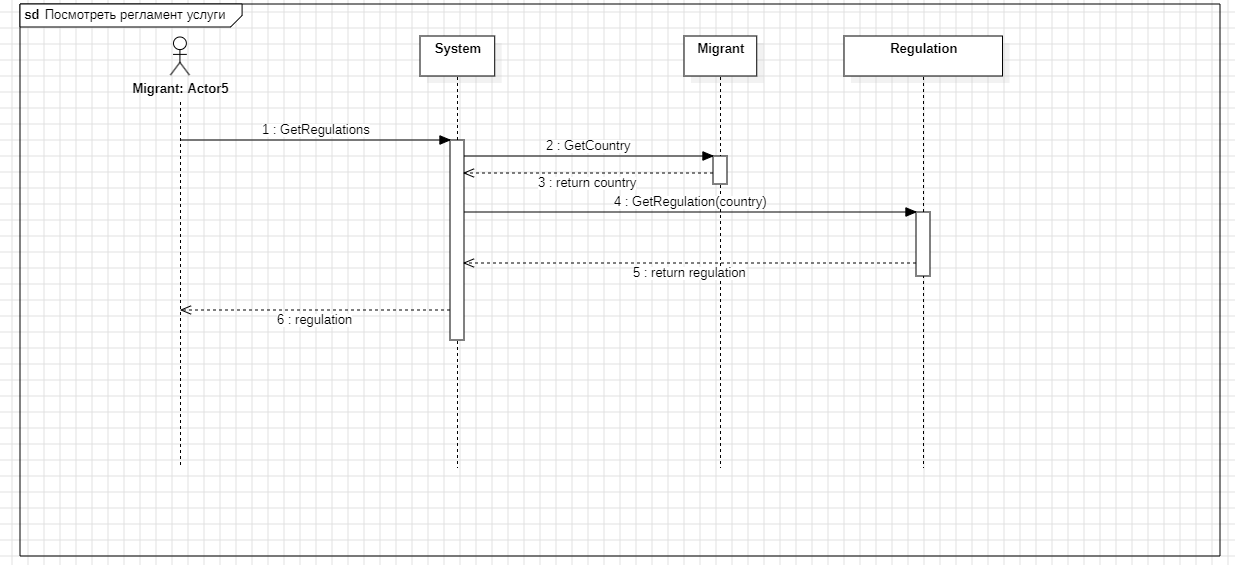 sd Посмотреть регламент услуги
System
Migrant
Regulation
Migrant: Actor5
1 : GetRegulations
2 : GetCountry
3 : return country
4 : GetRegulation(country)
5 : return regulation
6 : regulation